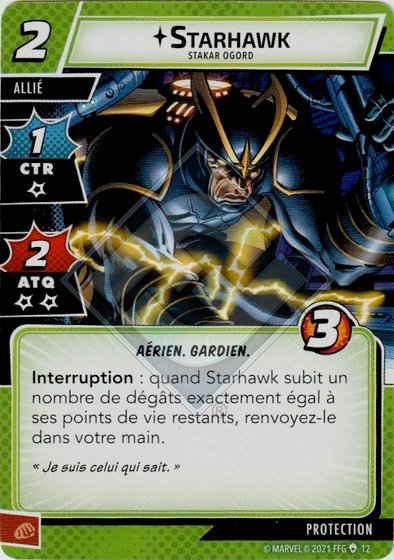 2
STARHAWK
STAKAR OGORD
ALLIÉ
1
CTR
2
ATQ
3
AÉRIEN. GARDIEN.
Interruption : quand Starhawk subit un
nombre de dégâts exactement égal à
ses points de vie restants, renvoyez-le
dans votre main.
« Je suis celui qui sait. »
®
PROTECTION
© MARVEL © 2021 FFG 12